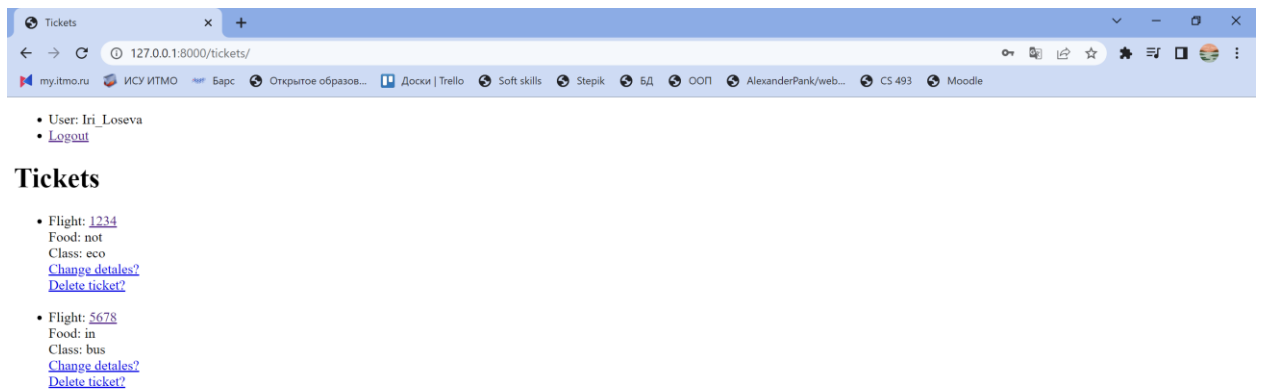 Tickets
127.0.0.1:8000/tickets/
my.itmo.ru ИСУ ИТМО Барс Открытое образов... Доски | Trello Soft skills Stepik БД ООП AlexanderPank/web... CS 493 Moodle
User: Iri_Loseva
Logout
Tickets
Flight: 1234
Food: not
Class: eco
Change detales?
Delete ticket?
Flight: 5678
Food: in
Class: bus
Change detales?
Delete ticket?